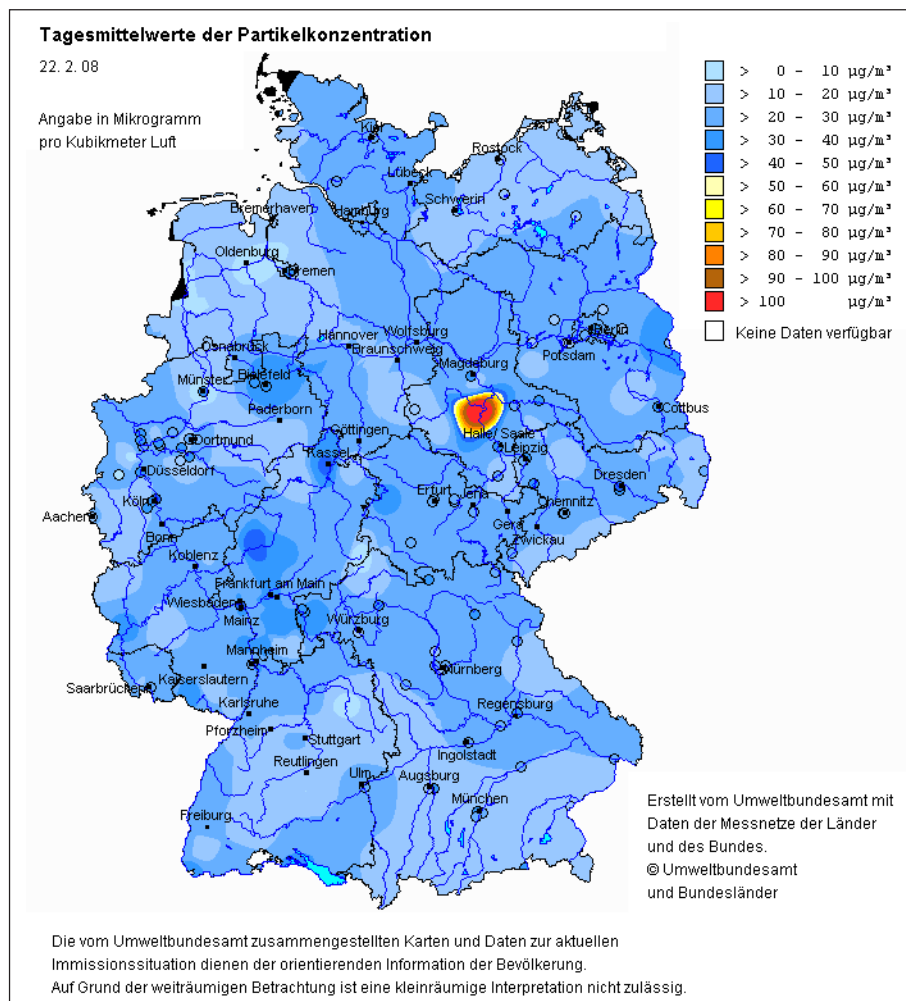 Tagesmittelwerte der Partikelkonzentration
22. 2. 08
Angabe in Mikrogramm
pro Kubikmeter Luft
> 0 - 10 µg/m³
> 10 - 20 µg/m³
> 20 - 30 µg/m³
> 30 - 40 µg/m³
> 40 - 50 µg/m³
> 50 - 60 µg/m³
> 60 - 70 µg/m³
> 70 - 80 µg/m³
> 80 - 90 µg/m³
> 90 - 100 µg/m³
> 100 µg/m³
Keine Daten verfügbar
Kiel
Rostock
Lübeck
Schwerin
Bremerhaven
Hamburg
Oldenburg
Bremen
Hannover
Wolfsburg
Berlin
Osnabrück
Braunschweig
Potsdam
Magdeburg
Münster
Bielefeld
Paderborn
Cottbus
Göttingen
Halle/ Saale
Dortmund
Kassel
Leipzig
Düsseldorf
Dresden
Erfurt
Jena
Köln
Chemnitz
Aachen
Gera
Bonn
Zwickau
Koblenz
Frankfurt am Main
Wiesbaden
Mainz
Würzburg
Mannheim
Nürnberg
Kaiserslautern
Saarbrücken
Karlsruhe
Regensburg
Pforzheim
Stuttgart
Ingolstadt
Reutlingen
Ulm
Augsburg
München
Freiburg
Erstellt vom Umweltbundesamt mit
Daten der Messnetze der Länder
und des Bundes.
© Umweltbundesamt
und Bundesländer
Die vom Umweltbundesamt zusammengestellten Karten und Daten zur aktuellen
Immissionssituation dienen der orientierenden Information der Bevölkerung.
Auf Grund der weiträumigen Betrachtung ist eine kleinräumige Interpretation nicht zulässig.